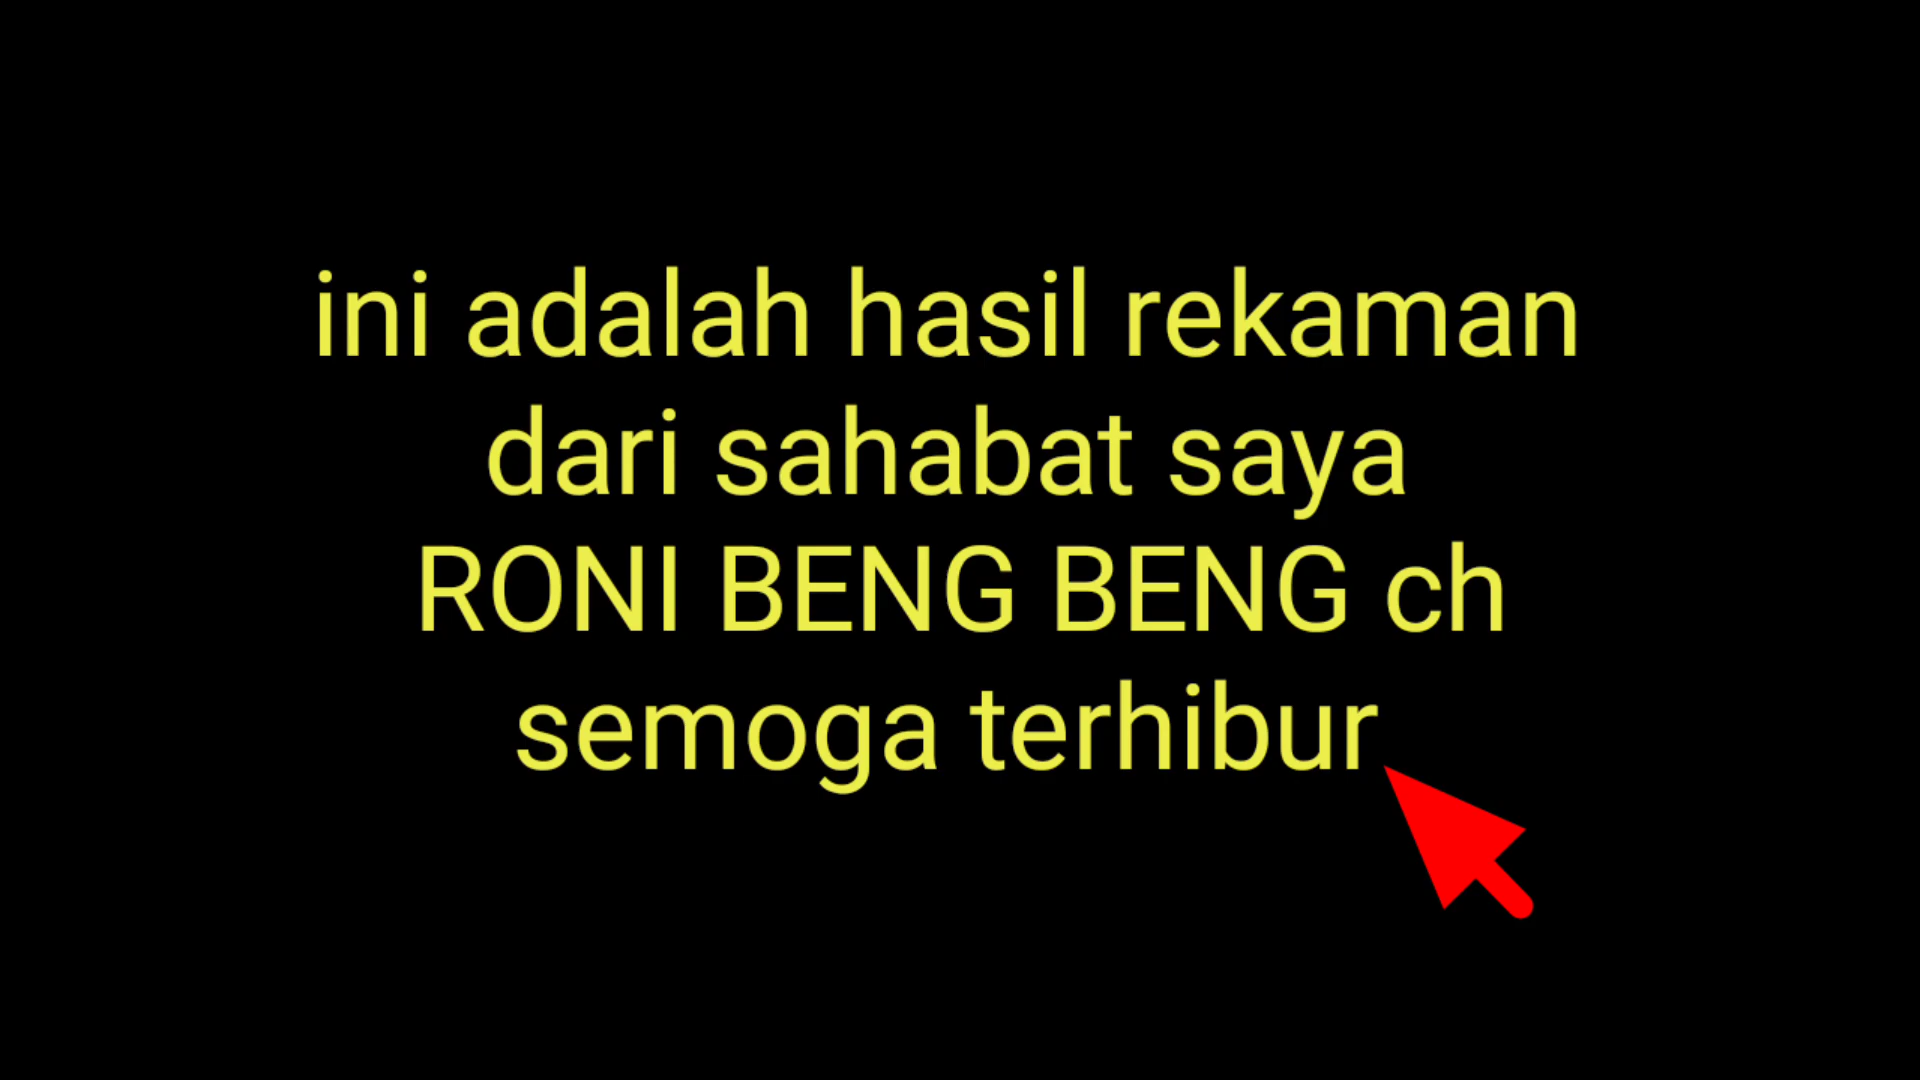 ini adalah hasil rekaman
dari sahabat saya
RONI BENG BENG ch
semoga terhibur